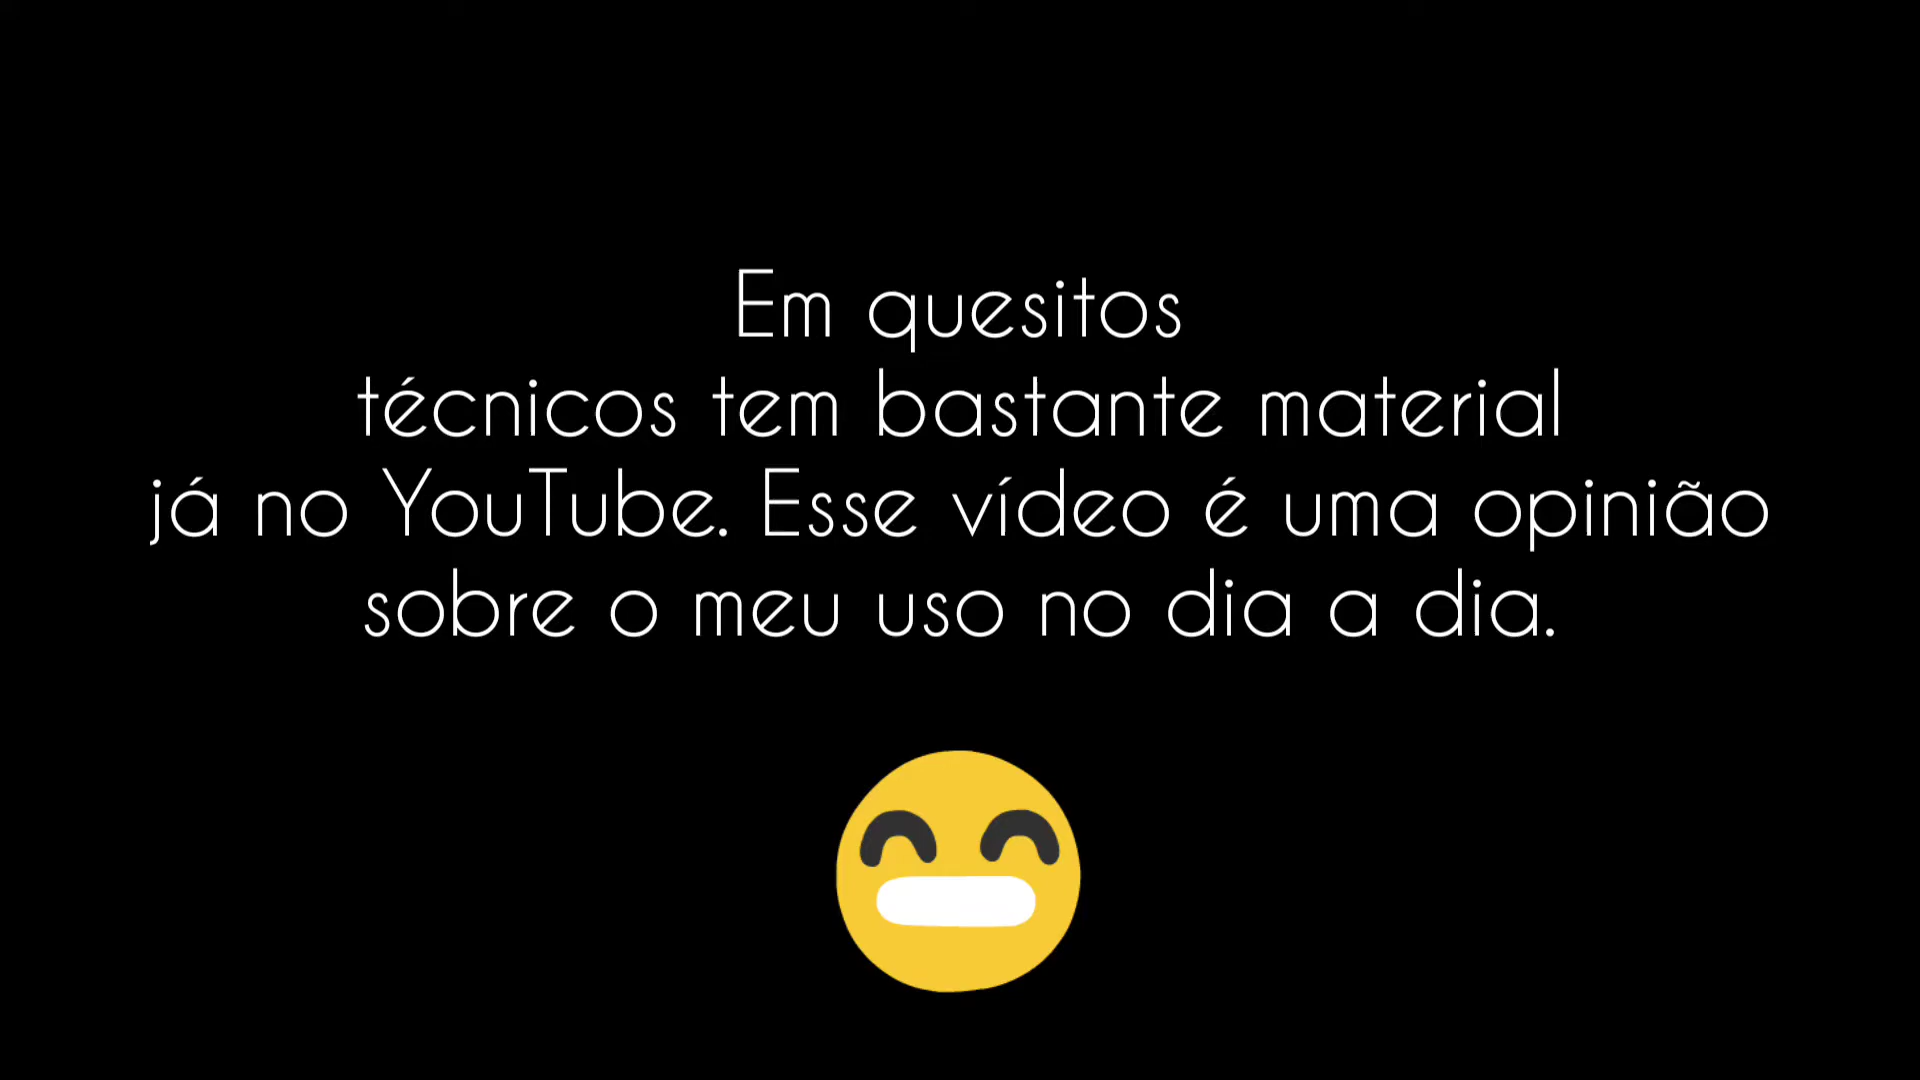 Em quesitos
técnicos tem bastante material
já no YouTube. Esse vídeo é uma opinião
sobre o meu uso no dia a dia.